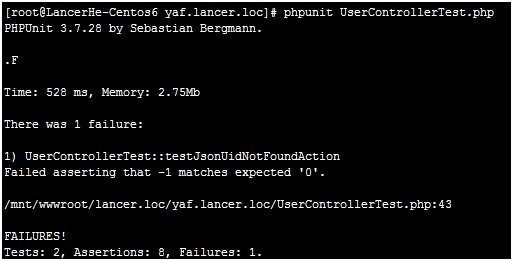 [root@LancerHe-Centos6 yaf.lancer.loc]# phpunit UserControllerTest.php
PHPUnit 3.7.28 by Sebastian Bergmann.
.F
Time: 528 ms, Memory: 2.75Mb
There was 1 failure:
1) UserControllerTest::testJsonUidNotFoundAction
Failed asserting that -1 matches expected '0'.
/mnt/wwwroot/lancer.loc/yaf.lancer.loc/UserControllerTest.php:43
FAILURES!
Tests: 2, Assertions: 8, Failures: 1.